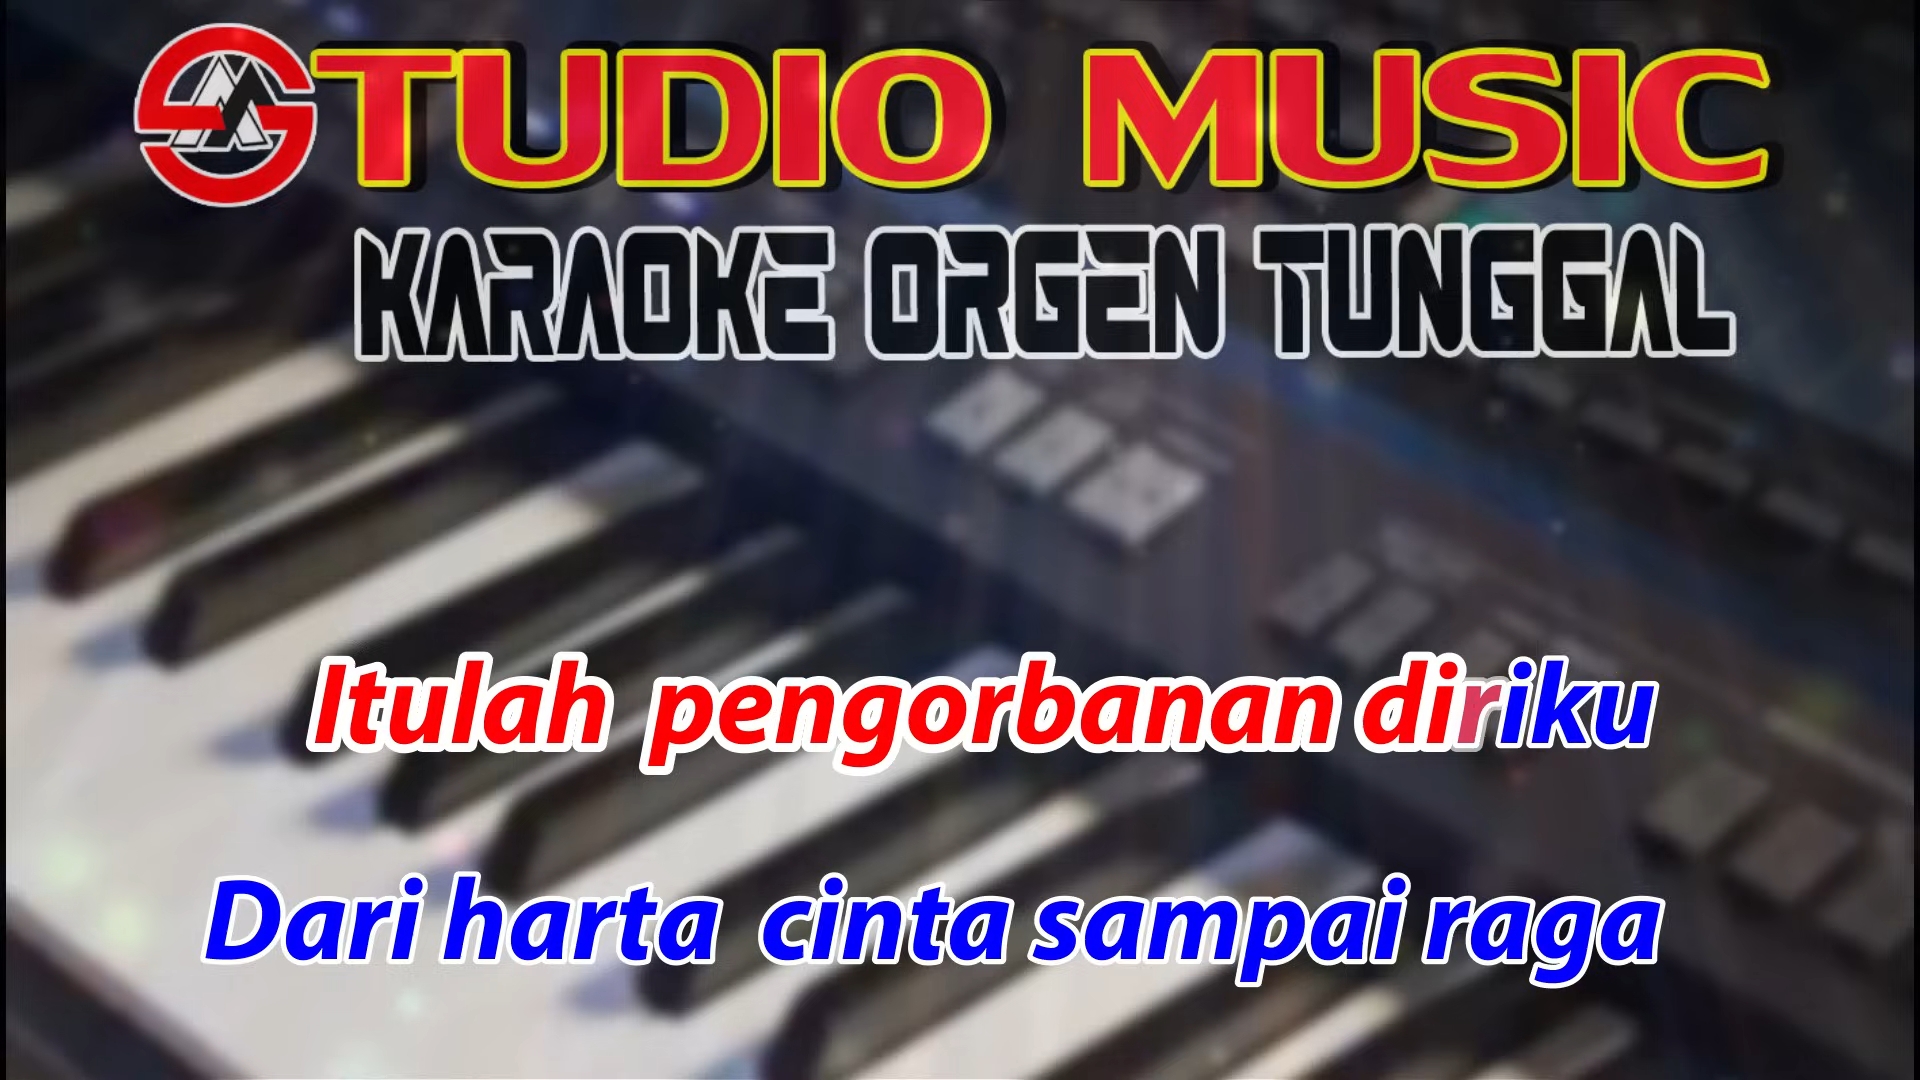 STUDIO MUSIC
KARAOKE ORGEN TUNGGAL
Itulah pengorbanan diriku
Dari harta cinta sampai raga